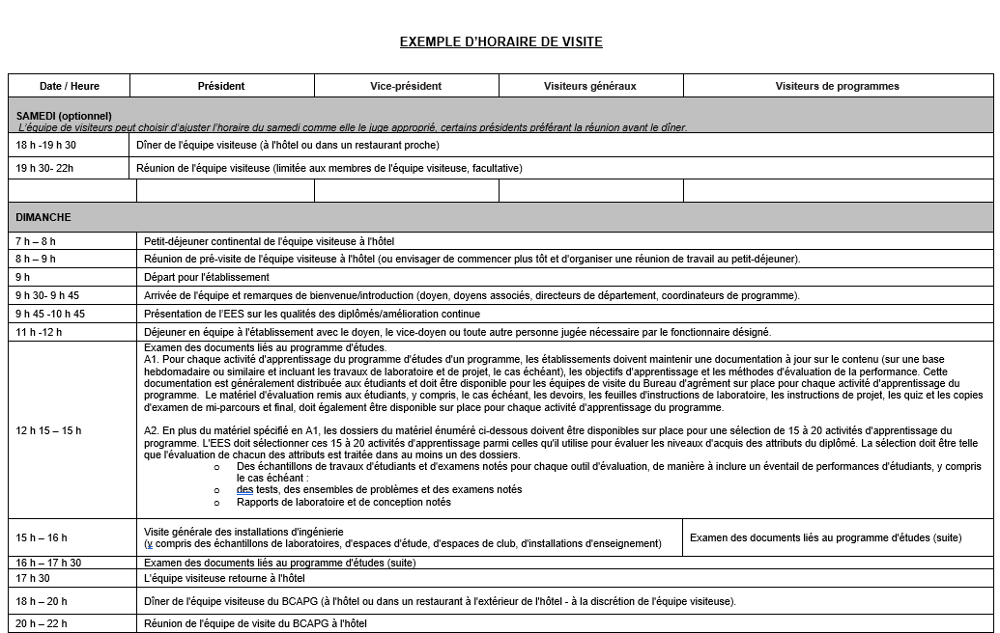 EXEMPLE D'HORAIRE DE VISITE
Date / Heure Président Vice-président Visiteurs généraux Visiteurs de programmes
SAMEDI (optionnel)
L'équipe de visiteurs peut choisir d'ajuster l'horaire du samedi comme elle le juge approprié, certains présidents préférant la réunion avant le dîner.
18 h -19 h 30 Dîner de l'équipe visiteuse (à l'hôtel ou dans un restaurant proche)
19 h 30- 22h Réunion de l'équipe visiteuse (limitée aux membres de l'équipe visiteuse, facultative)
DIMANCHE
7 h – 8 h Petit-déjeuner continental de l'équipe visiteuse à l'hôtel
8 h – 9 h Réunion de pré-visite de l'équipe visiteuse à l'hôtel (ou envisager de commencer plus tôt et d'organiser une réunion de travail au petit-déjeuner).
9 h Départ pour l'établissement
9 h 30- 9 h 45 Arrivée de l'équipe et remarques de bienvenue/introduction (doyen, doyens associés, directeurs de département, coordinateurs de programme).
9 h 45 -10 h 45 Présentation de l'EES sur les qualités des diplômés/amélioration continue
11 h -12 h Déjeuner en équipe à l'établissement avec le doyen, le vice-doyen ou toute autre personne jugée nécessaire par le fonctionnaire désigné.
12 h 15 – 15 h
Examen des documents liés au programme d'études.
A1. Pour chaque activité d'apprentissage du programme d'études d'un programme, les établissements doivent maintenir une documentation à jour sur le contenu (sur une base
hebdomadaire ou similaire et incluant les travaux de laboratoire et de projet, le cas échéant), les objectifs d'apprentissage et les méthodes d'évaluation de la performance. Cette
documentation est généralement distribuée aux étudiants et doit être disponible pour les équipes de visite du Bureau d'agrément sur place pour chaque activité d'apprentissage du
programme. Le matériel d'évaluation remis aux étudiants, y compris, le cas échéant, les devoirs, les feuilles d'instructions de laboratoire, les instructions de projet, les quiz et les copies
d'examen de mi-parcours et final, doit également être disponible sur place pour chaque activité d'apprentissage du programme.
A2. En plus du matériel spécifié en A1, les dossiers du matériel énuméré ci-dessous doivent être disponibles sur place pour une sélection de 15 à 20 activités d'apprentissage du
programme. L'EES doit sélectionner ces 15 à 20 activités d'apprentissage parmi celles qu'il utilise pour évaluer les niveaux d'acquis des attributs du diplômé. La sélection doit être telle
que l'évaluation de chacun des attributs est traitée dans au moins un des dossiers.
o Des échantillons de travaux d'étudiants et d'examens notés pour chaque outil d'évaluation, de manière à inclure un éventail de performances d'étudiants, y compris
le cas échéant :
o des tests, des ensembles de problèmes et des examens notés
o Rapports de laboratoire et de conception notés
15 h – 16 h Visite générale des installations d'ingénierie
(y compris des échantillons de laboratoires, d'espaces d'étude, d'espaces de club, d'installations d'enseignement) Examen des documents liés au programme d'études (suite)
16 h – 17 h 30 Examen des documents liés au programme d'études (suite)
17 h 30 L'équipe visiteuse retourne à l'hôtel
18 h – 20 h Dîner de l'équipe visiteuse du BCAPG (à l'hôtel ou dans un restaurant à l'extérieur de l'hôtel - à la discrétion de l'équipe visiteuse).
20 h – 22 h Réunion de l'équipe de visite du BCAPG à l'hôtel